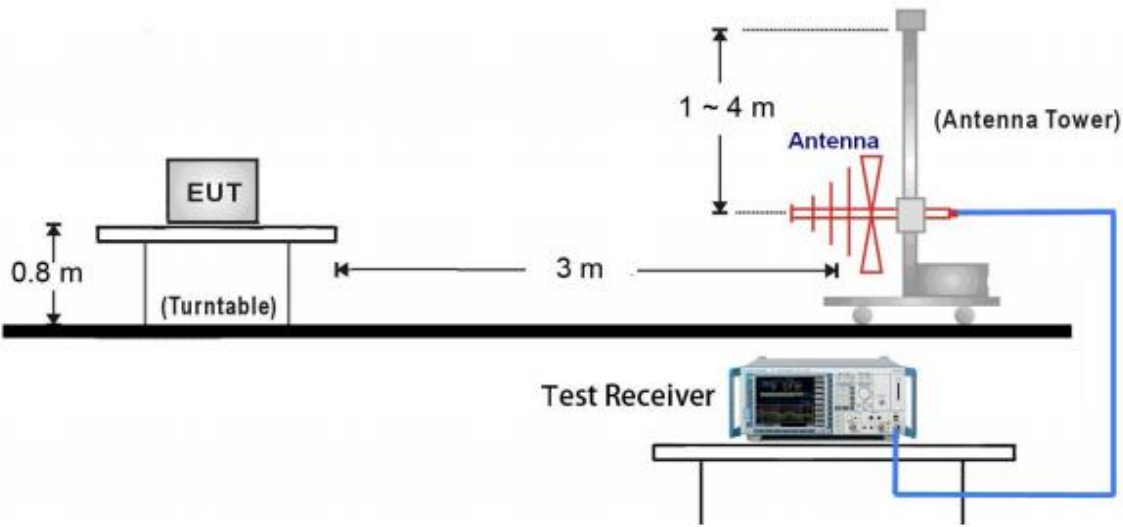 1 ~ 4 m
(Antenna Tower)
Antenna
EUT
0.8 m
3 m
(Turntable)
Test Receiver